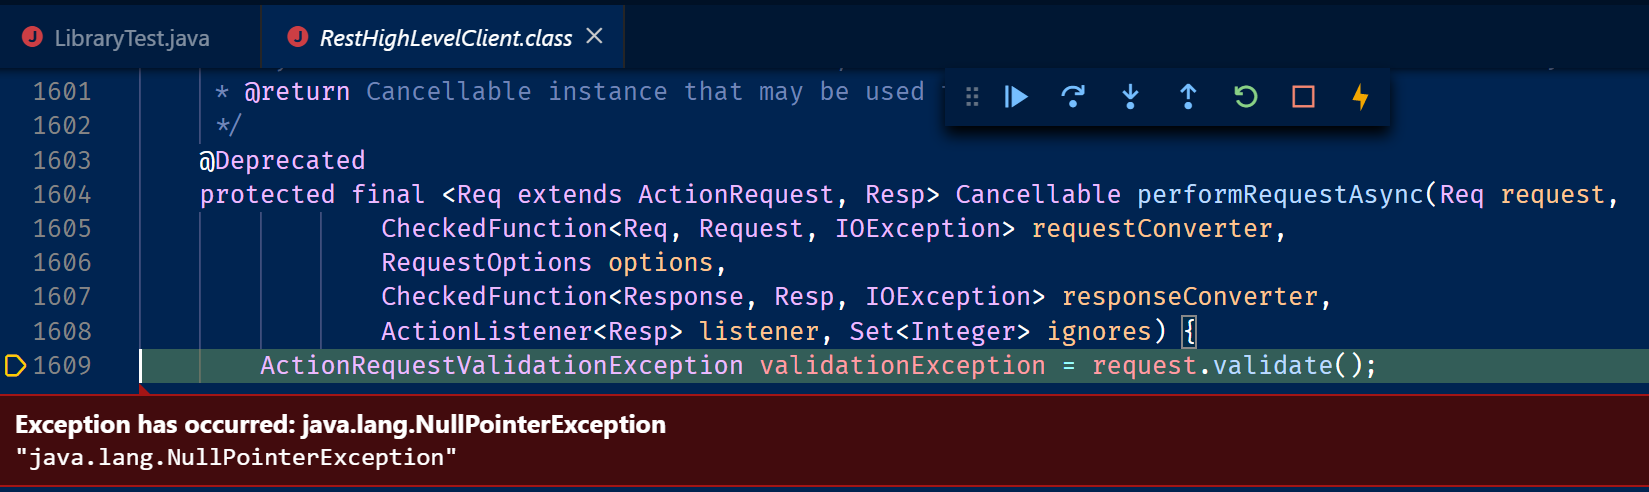 J LibraryTest.java J RestHighLevelClient.class
1601 * @return Cancellable instance that may be used
1602 */
1603 @Deprecated
1604 protected final <Req extends ActionRequest, Resp> Cancellable performRequestAsync(Req request,
1605 CheckedFunction<Req, Request, IOException> requestConverter,
1606 RequestOptions options,
1607 CheckedFunction<Response, Resp, IOException> responseConverter,
1608 ActionListener<Resp> listener, Set<Integer> ignores) {
1609 ActionRequestValidationException validationException = request.validate();
Exception has occurred: java.lang.NullPointerException
"java.lang.NullPointerException"